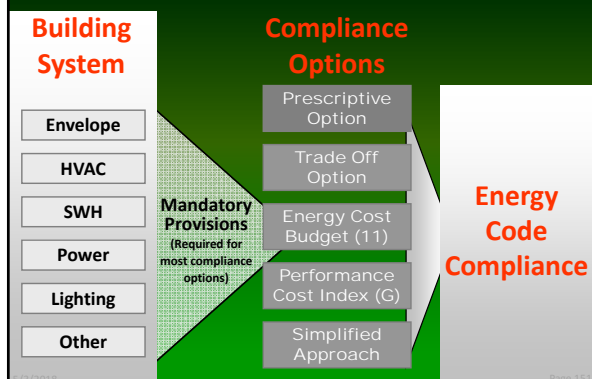 Building
System
Envelope
HVAC
SWH
Power
Lighting
Other
Mandatory
Provisions
(Required for
most compliance
options)
Compliance
Options
Prescriptive
Option
Trade Off
Option
Energy Cost
Budget (11)
Performance
Cost Index (G)
Simplified
Approach
Energy
Code
Compliance